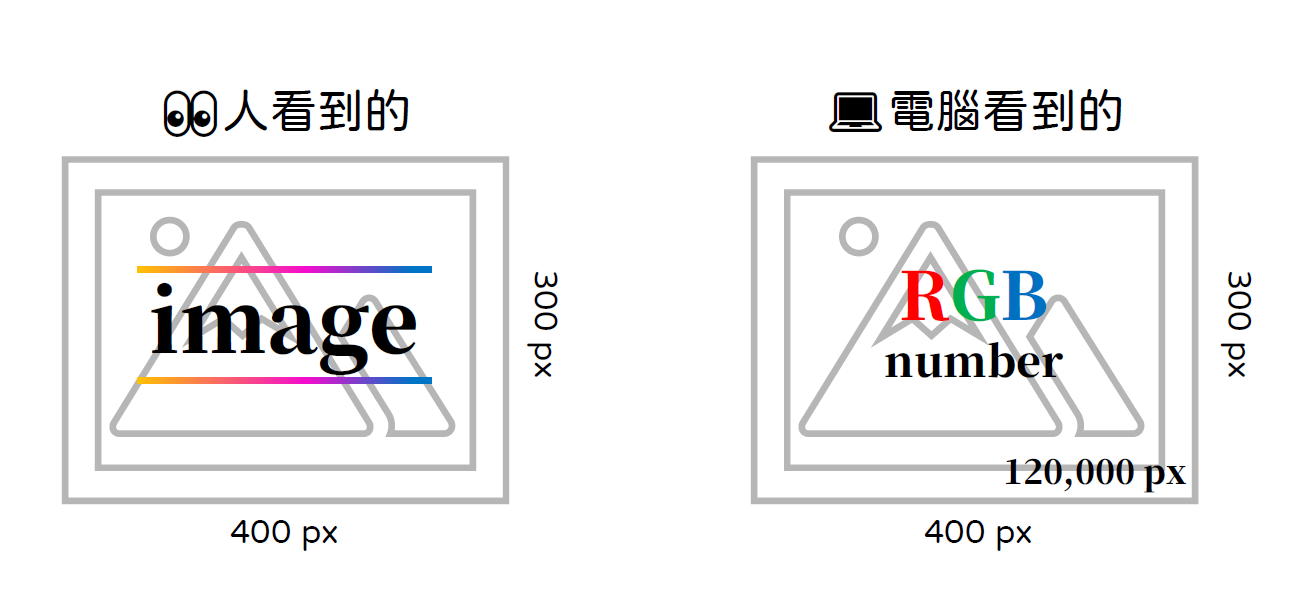 👀人看到的
image
300 px
400 px
💻電腦看到的
RGB
number
120,000 px
300 px
400 px